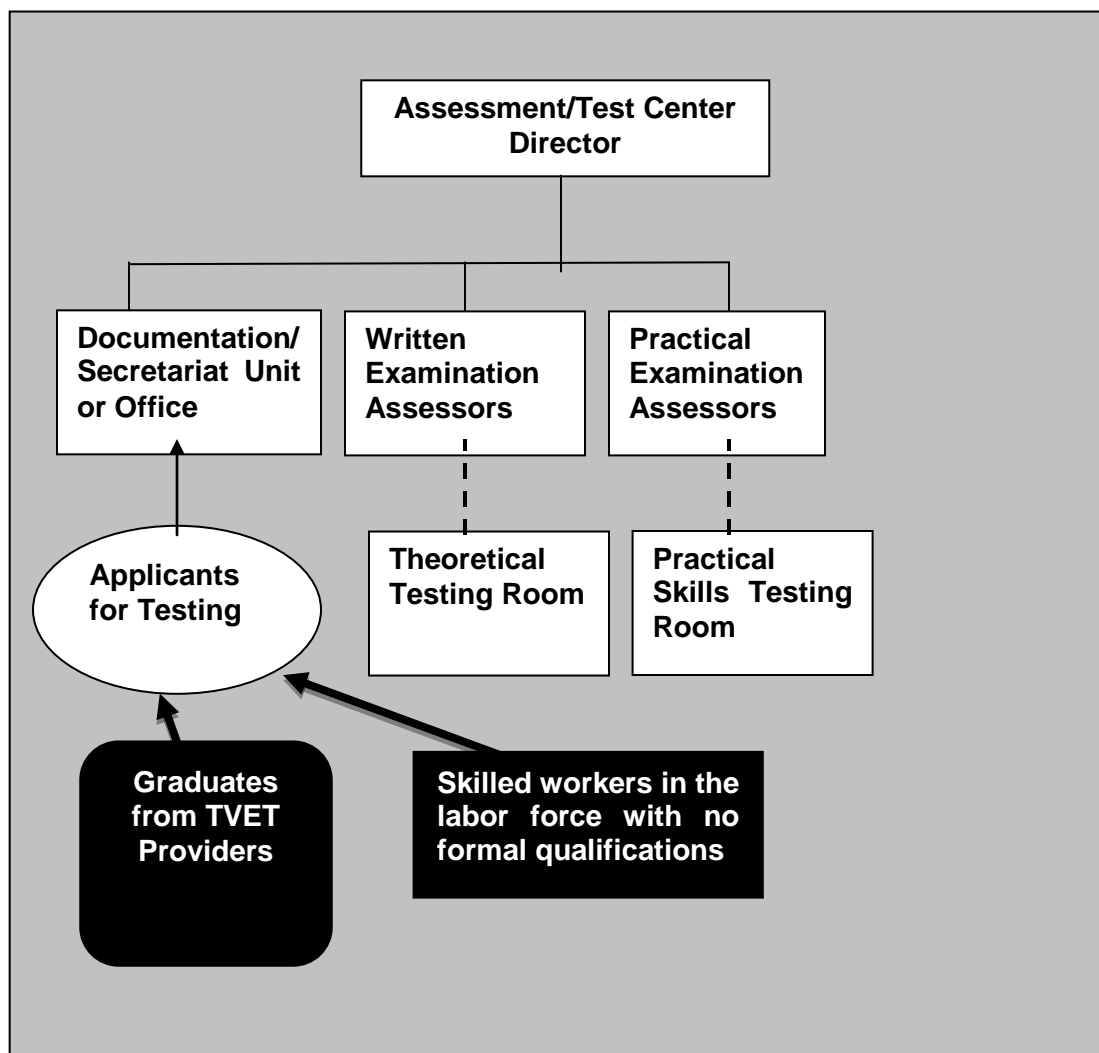 Assessment/Test Center
Director
Documentation/
Secretariat Unit
or Office
Written
Examination
Assessors
Practical
Examination
Assessors
Applicants
for Testing
Theoretical
Testing Room
Practical
Skills Testing
Room
Graduates
from TVET
Providers
Skilled workers in the
labor force with no
formal qualifications